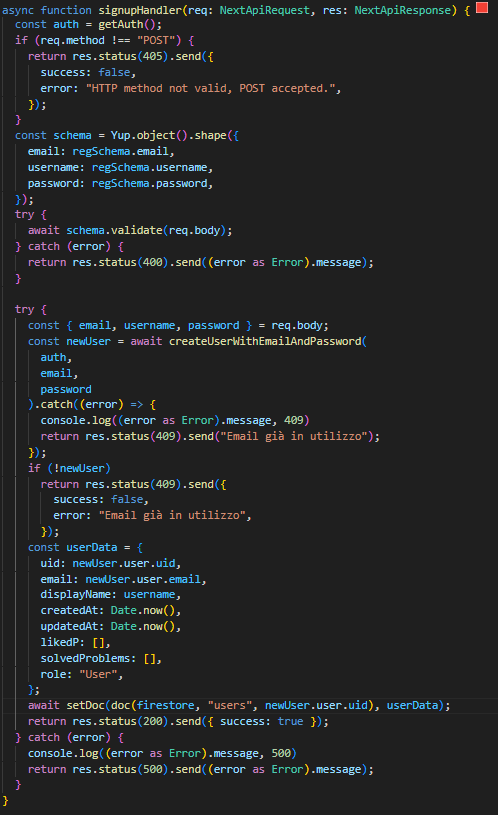 async function signupHandler(req: NextApiRequest, res: NextApiResponse) {
  const auth = getAuth();
  if (req.method !== "POST") {
    return res.status(405).send({
      success: false,
      error: "HTTP method not valid, POST accepted.",
    });
  }
  const schema = Yup.object().shape({
    email: regSchema.email,
    username: regSchema.username,
    password: regSchema.password,
  });
  try {
    await schema.validate(req.body);
  } catch (error) {
    return res.status(400).send((error as Error).message);
  }

  try {
    const { email, username, password } = req.body;
    const newUser = await createUserWithEmailAndPassword(
      auth,
      email,
      password
    ).catch((error) => {
      console.log((error as Error).message, 409)
      return res.status(409).send("Email già in utilizzo");
    });
    if (!newUser)
      return res.status(409).send({
        success: false,
        error: "Email già in utilizzo",
      });
    const userData = {
      uid: newUser.user.uid,
      email: newUser.user.email,
      displayName: username,
      createdAt: Date.now(),
      updatedAt: Date.now(),
      likedP: [],
      solvedProblems: [],
      role: "User",
    };
    await setDoc(doc(firestore, "users", newUser.user.uid), userData);
    return res.status(200).send({ success: true });
  } catch (error) {
    console.log((error as Error).message, 500)
    return res.status(500).send((error as Error).message);
  }
}